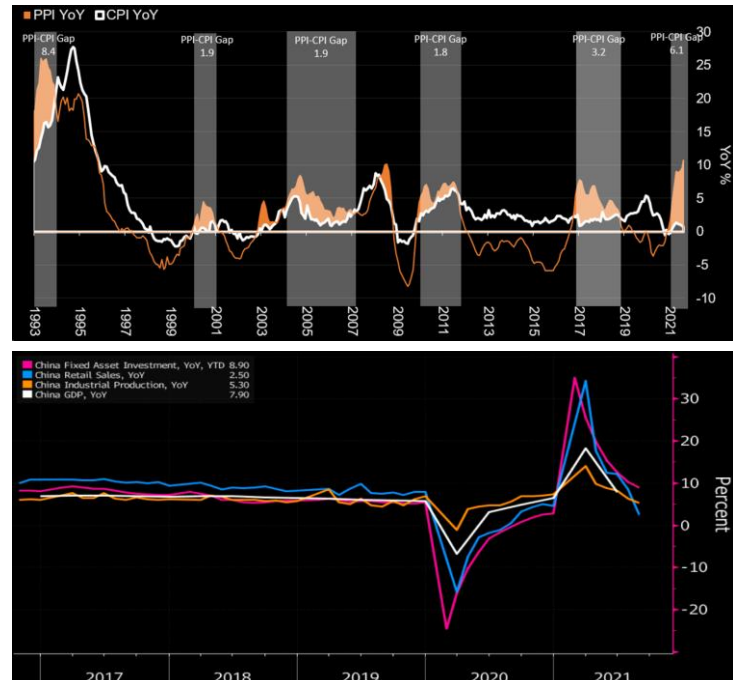 PPI YoY CPI YoY
PPI-CPI Gap PPI-CPI Gap PPI-CPI Gap PPI-CPI Gap PPI-CPI Gap PPI-CPI Gap
8.4 1.9 1.9 1.8 3.2 6.1
30
25
20
15
10
5
0
-5
-10
YoY %
1993 1995 1997 1999 2001 2003 2005 2007 2009 2011 2013 2015 2017 2019 2021
China Fixed Asset Investment, YoY, YTD 8.90
China Retail Sales, YoY 2.50
China Industrial Production, YoY 5.30
China GDP, YoY 7.90
30
20
10
0
-10
-20
Percent
2017 2018 2019 2020 2021